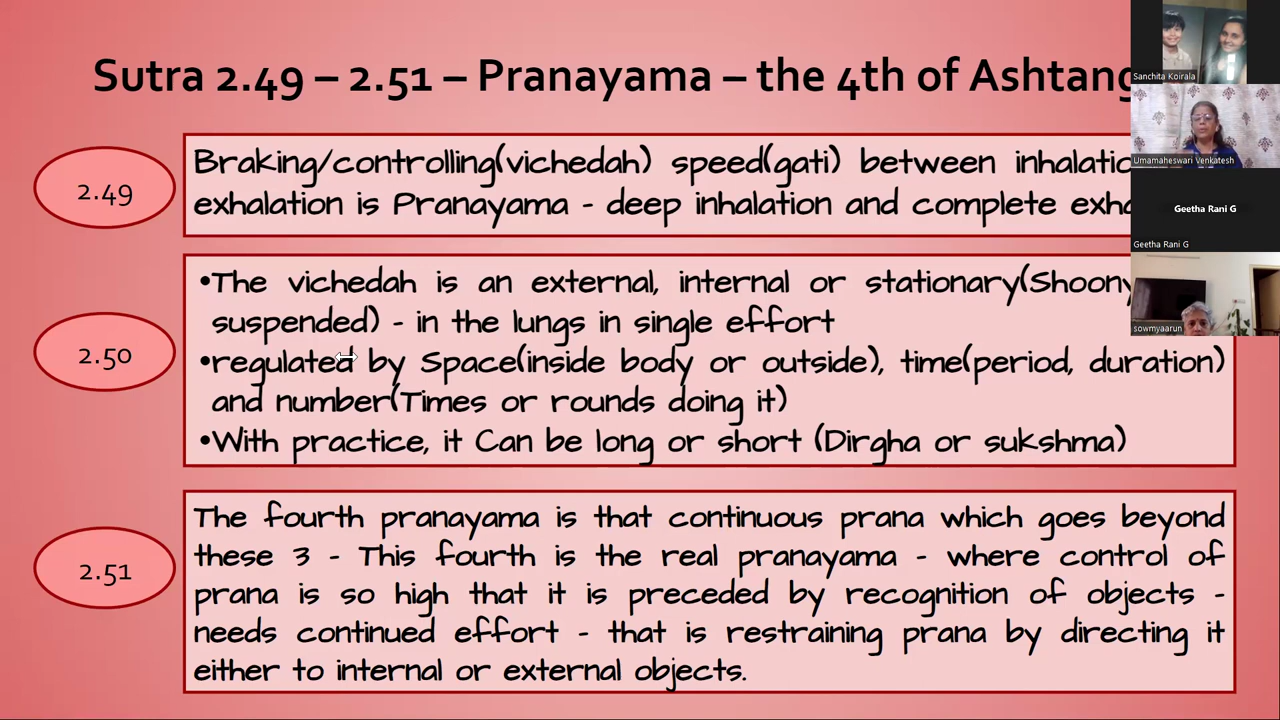 Sutra 2.49 – 2.51 – Pranayama – the 4th of Ashtang
2.49
Braking/controlling(vichedah) speed(gati) between inhalatio
exhalation is Pranayama - deep inhalation and complete exha
2.50
•The vichedah is an external, internal or stationary(Shoony
suspended) - in the lungs in single effort
•regulated by Space(inside body or outside), time(period, duration)
and number(Times or rounds doing it)
•With practice, it Can be long or short (Dirgha or sukshma)
2.51
The fourth pranayama is that continuous prana which goes beyond
these 3 - This fourth is the real pranayama - where control of
prana is so high that it is preceded by recognition of objects -
needs continued effort - that is restraining prana by directing it
either to internal or external objects.
Sanchita Koirala
Umamaheswari Venkatesh
Geetha Rani G
Geetha Rani G
sowmyaarun